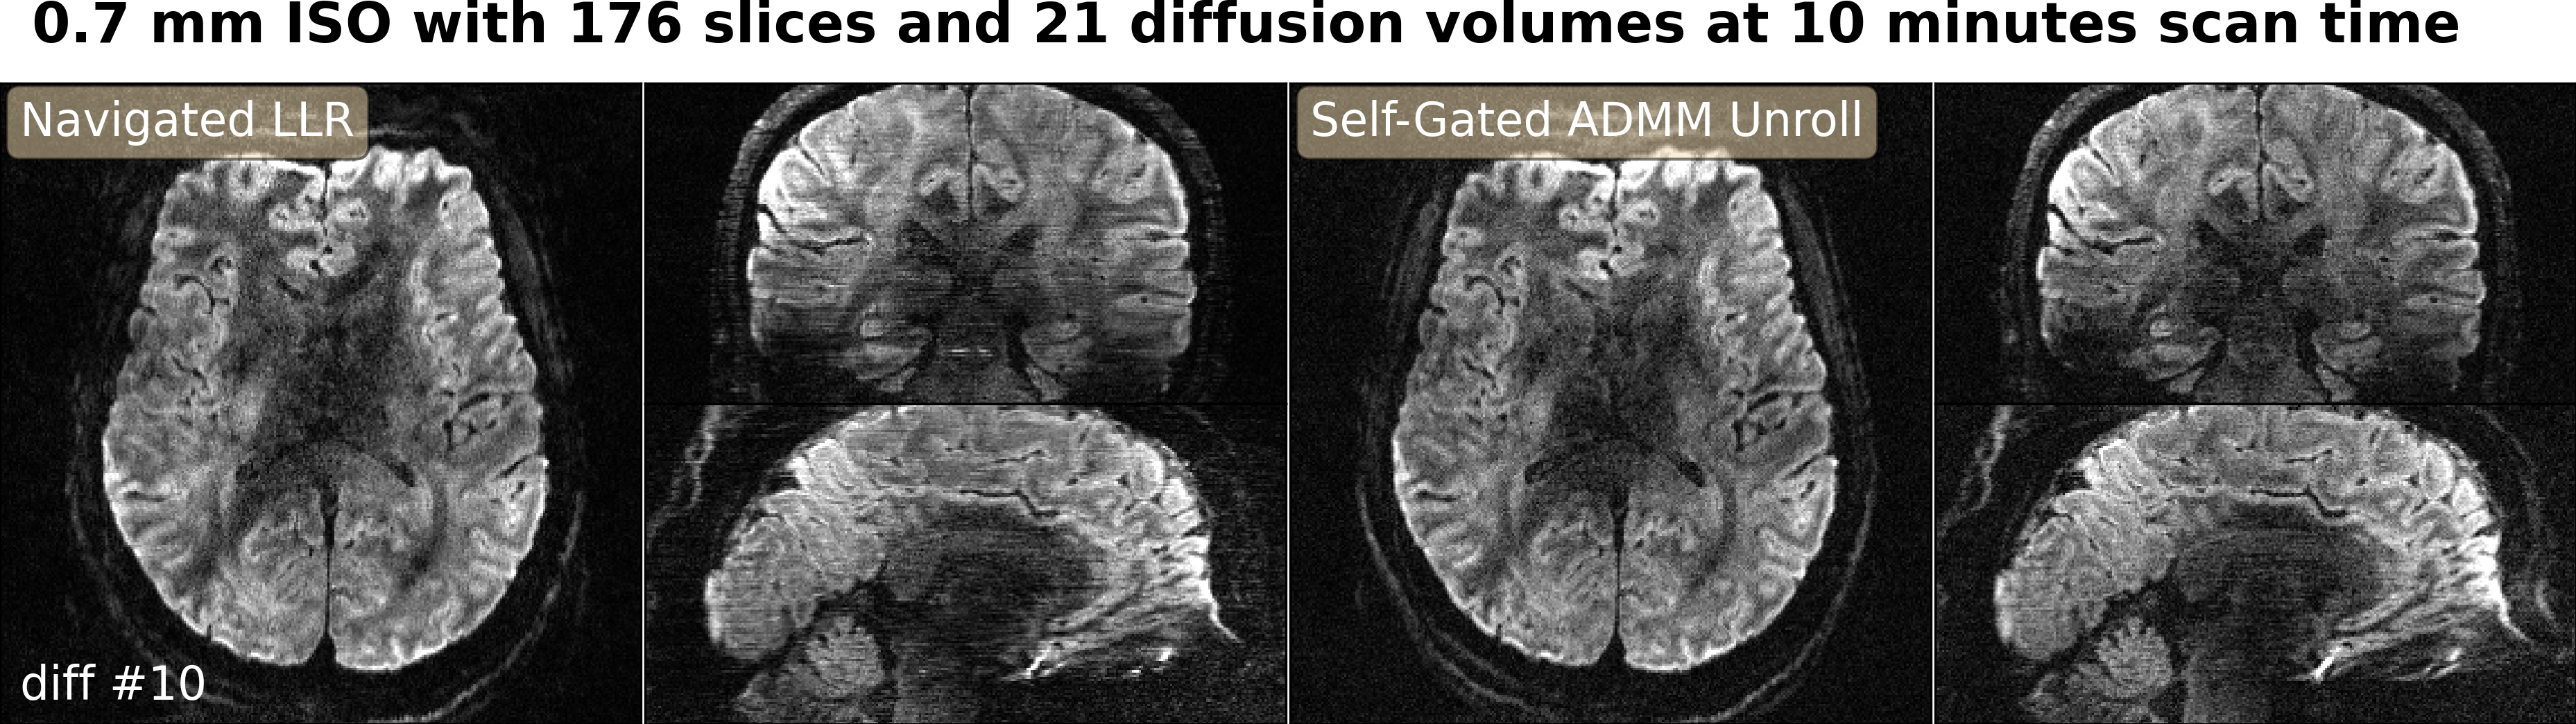 0.7 mm ISO with 176 slices and 21 diffusion volumes at 10 minutes scan time
Navigated LLR
Self-Gated ADMM Unroll
diff #10